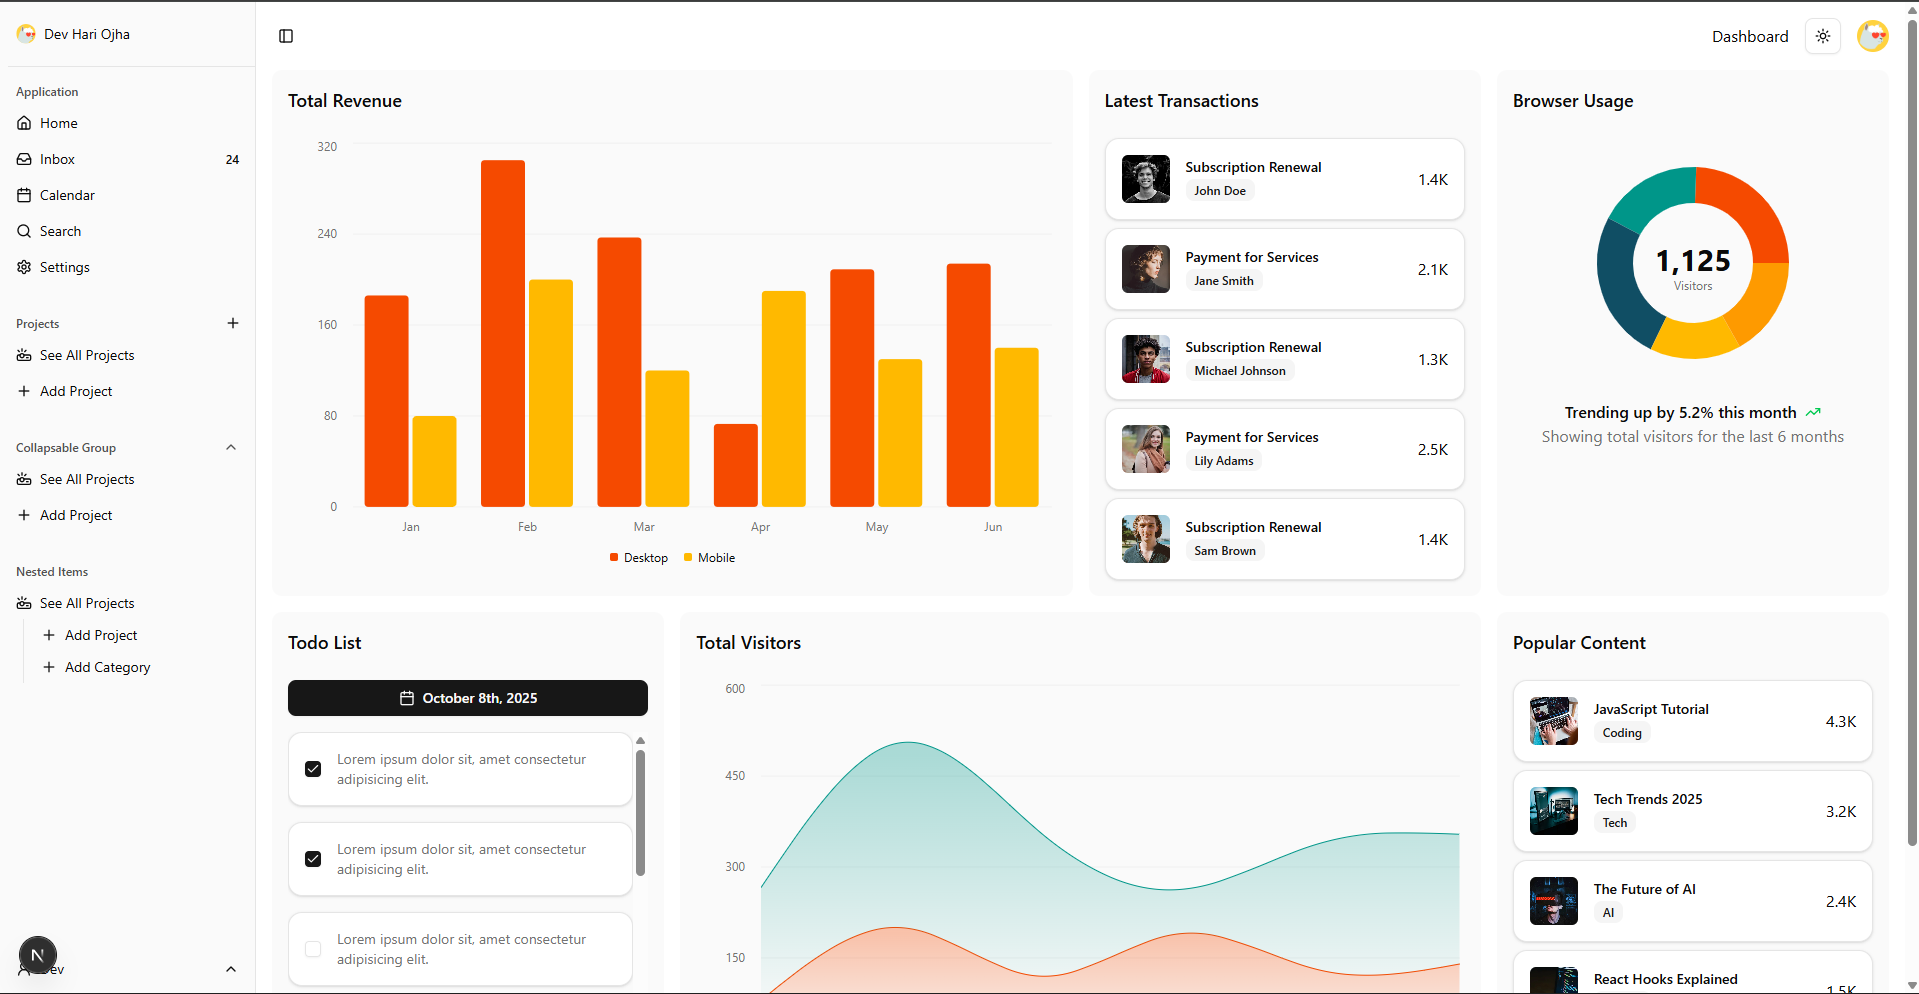 Dev Hari Ojha
Application
Home
Inbox 24
Calendar
Search
Settings
Projects
See All Projects
Add Project
Collapsable Group
See All Projects
Add Project
Nested Items
See All Projects
Add Project
Add Category
N
Dashboard
Total Revenue
320
240
160
80
0
Jan Feb Mar Apr May Jun
Desktop Mobile
Latest Transactions
Subscription Renewal
John Doe
1.4K
Payment for Services
Jane Smith
2.1K
Subscription Renewal
Michael Johnson
1.3K
Payment for Services
Lily Adams
2.5K
Subscription Renewal
Sam Brown
1.4K
Browser Usage
1,125
Visitors
Trending up by 5.2% this month
Showing total visitors for the last 6 months
Todo List
October 8th, 2025
Lorem ipsum dolor sit, amet consectetur
adipisicing elit.
Lorem ipsum dolor sit, amet consectetur
adipisicing elit.
Lorem ipsum dolor sit, amet consectetur
adipisicing elit.
Total Visitors
600
450
300
150
Popular Content
JavaScript Tutorial
Coding
4.3K
Tech Trends 2025
Tech
3.2K
The Future of AI
AI
2.4K
React Hooks Explained
1.5K